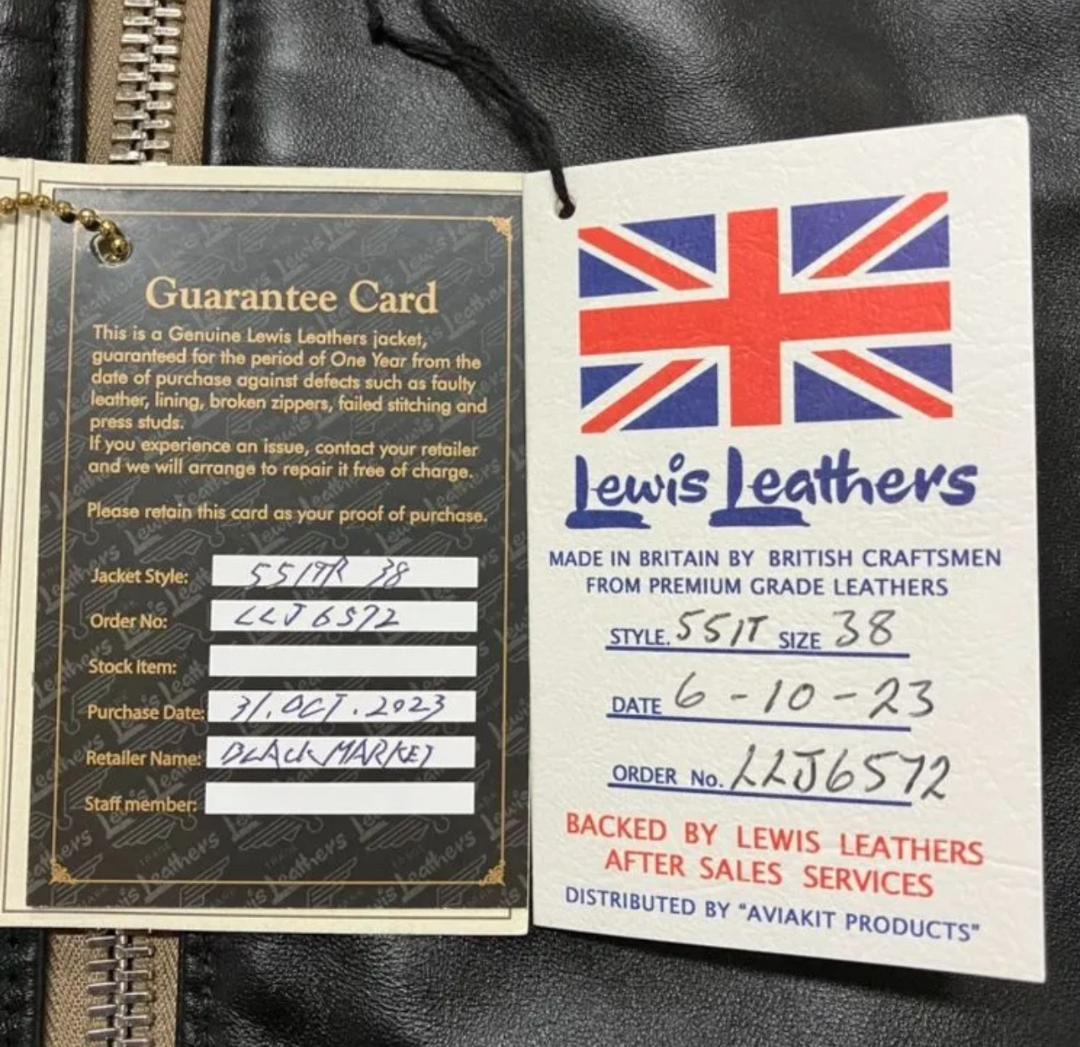 Guarantee Card
This is a Genuine Lewis Leathers jacket,
guaranteed for the period of One Year from the
date of purchase against defects such as faulty
leather, lining, broken zippers, failed stitching and
press studs.
If you experience an issue, contact your retailer
and we will arrange to repair it free of charge.
Please retain this card as your proof of purchase.
Jacket Style: 551TR 38
Order No: LLJ6572
Stock Item:
Purchase Date: 31.OCT.2023
Retailer Name: BLACK MARKET
Staff member:
Lewis Leathers
MADE IN BRITAIN BY BRITISH CRAFTSMEN
FROM PREMIUM GRADE LEATHERS
STYLE. 551T SIZE 38
DATE 6-10-23
ORDER No. LLJ6572
BACKED BY LEWIS LEATHERS
AFTER SALES SERVICES
DISTRIBUTED BY "AVIAKIT PRODUCTS"